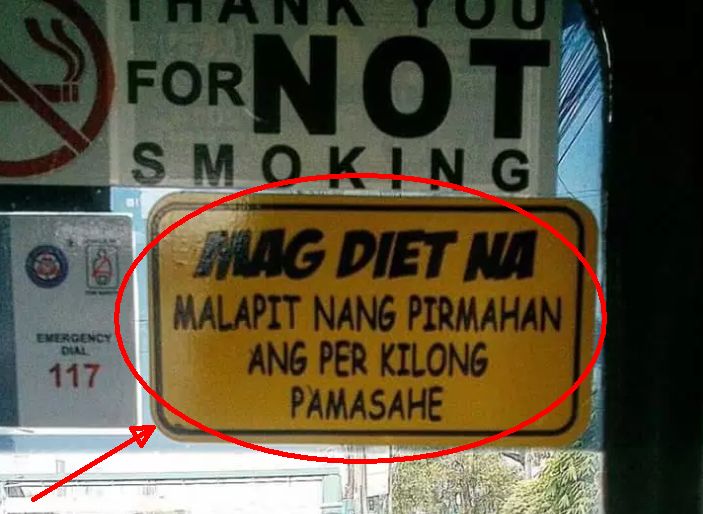 THANK YOU
FOR NOT
SMOKING
MAG DIET NA
MALAPIT NANG PIRMAHAN
ANG PER KILONG
PAMASAHE
EMERGENCY
DIAL
117